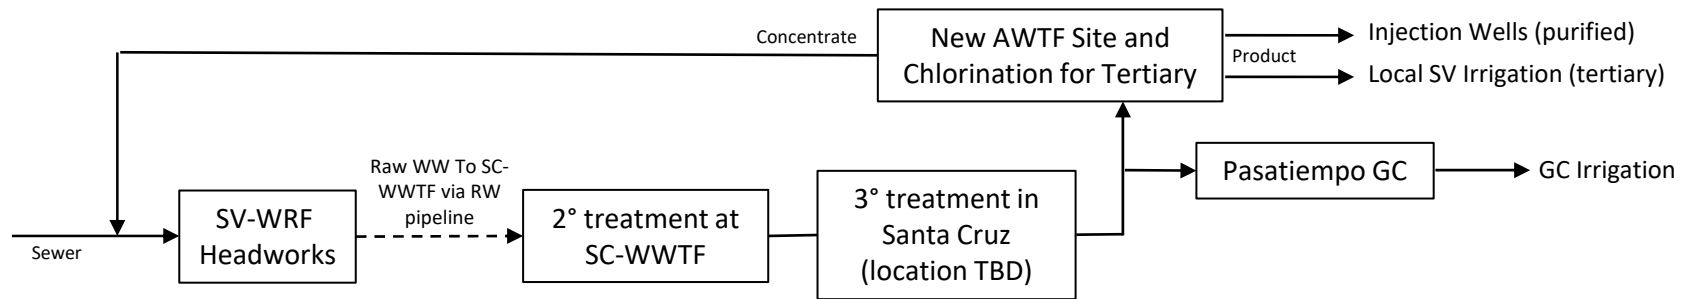 Concentrate
New AWTF Site and
Chlorination for Tertiary
Product
Injection Wells (purified)
Local SV Irrigation (tertiary)
Sewer
SV-WRF
Headworks
Raw WW To SC-
WWTF via RW
pipeline
2° treatment at
SC-WWTF
3° treatment in
Santa Cruz
(location TBD)
Pasatiempo GC
GC Irrigation